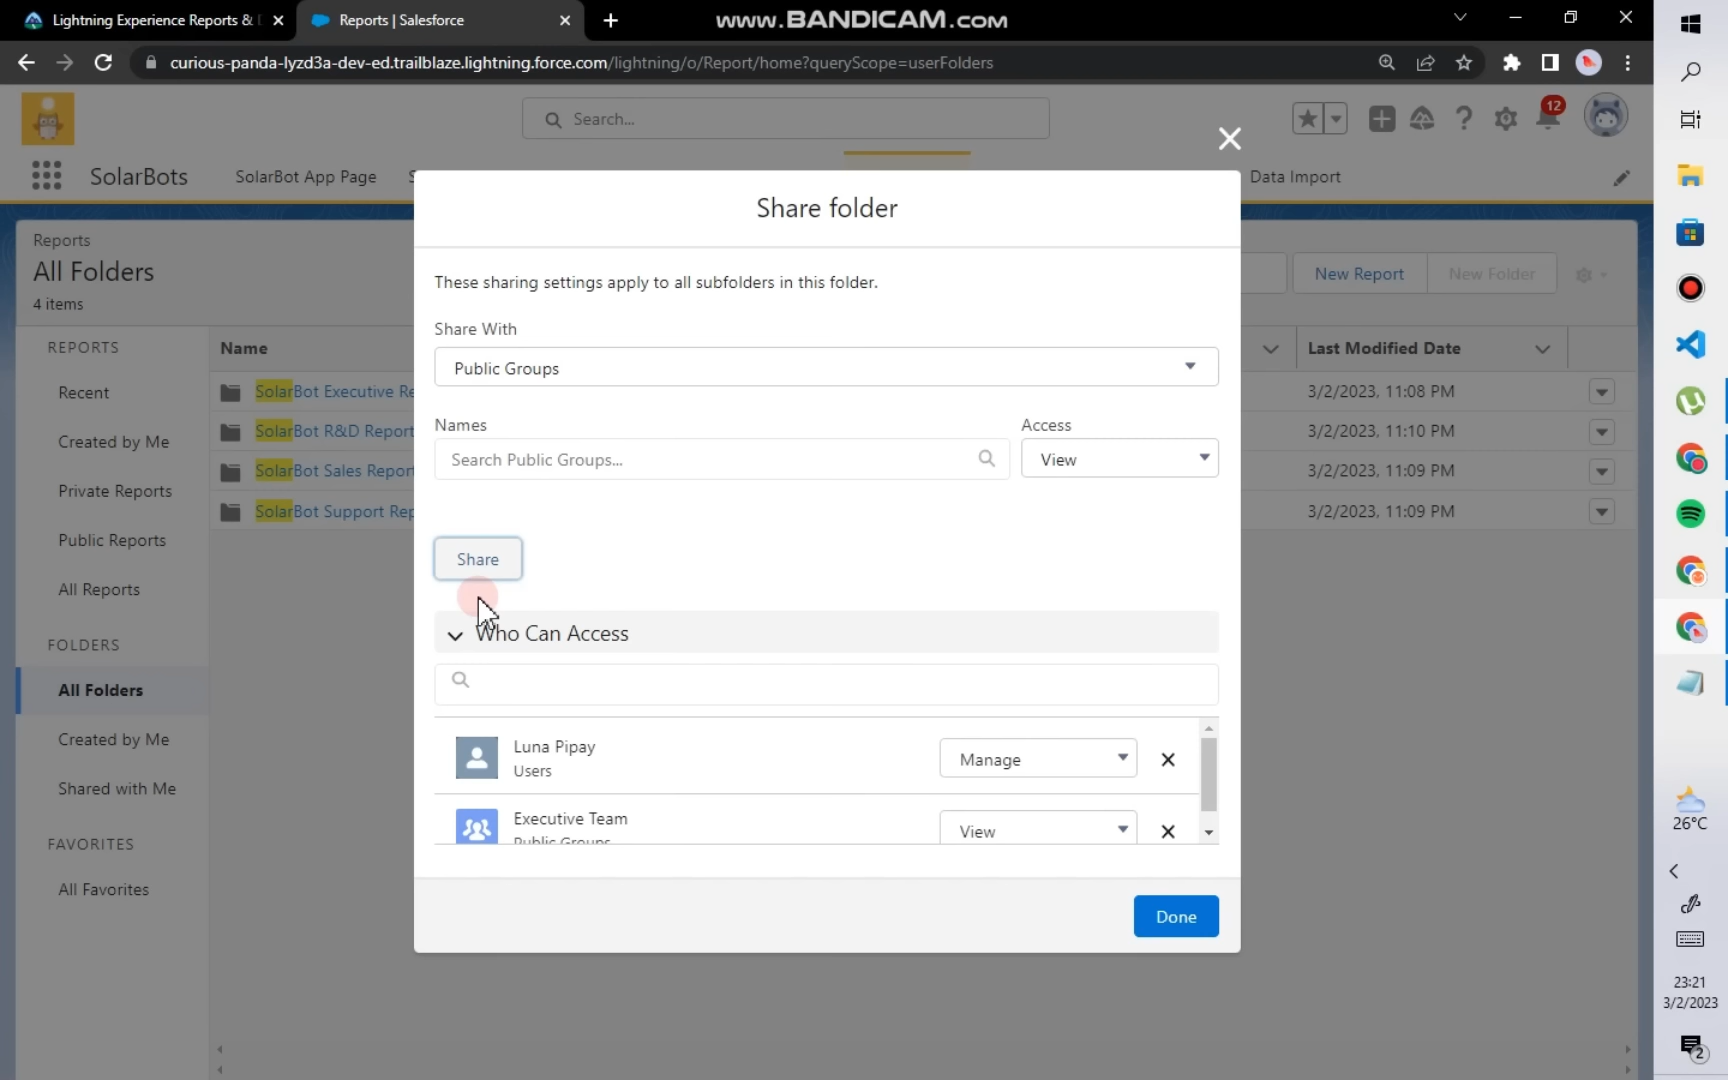 Lightning Experience Reports &
Reports | Salesforce
www.BANDICAM.com
curious-panda-lyzd3a-dev-ed.trailblaze.lightning.force.com/lightning/o/Report/home?queryScope=userFolders
Search...
12
SolarBots
SolarBot App Page
Data Import
Reports
All Folders
4 items
New Report
New Folder
REPORTS
Recent
Created by Me
Private Reports
Public Reports
All Reports
FOLDERS
All Folders
Created by Me
Shared with Me
FAVORITES
All Favorites
Name
Last Modified Date
SolarBot Executive Re
3/2/2023, 11:08 PM
SolarBot R&D Report
3/2/2023, 11:10 PM
SolarBot Sales Report
3/2/2023, 11:09 PM
SolarBot Support Rep
3/2/2023, 11:09 PM
Share folder
These sharing settings apply to all subfolders in this folder.
Share With
Public Groups
Names
Access
Search Public Groups...
View
Share
Who Can Access
Luna Pipay
Users
Manage
Executive Team
Public Groups
View
Done
26°C
23:21
3/2/2023
2